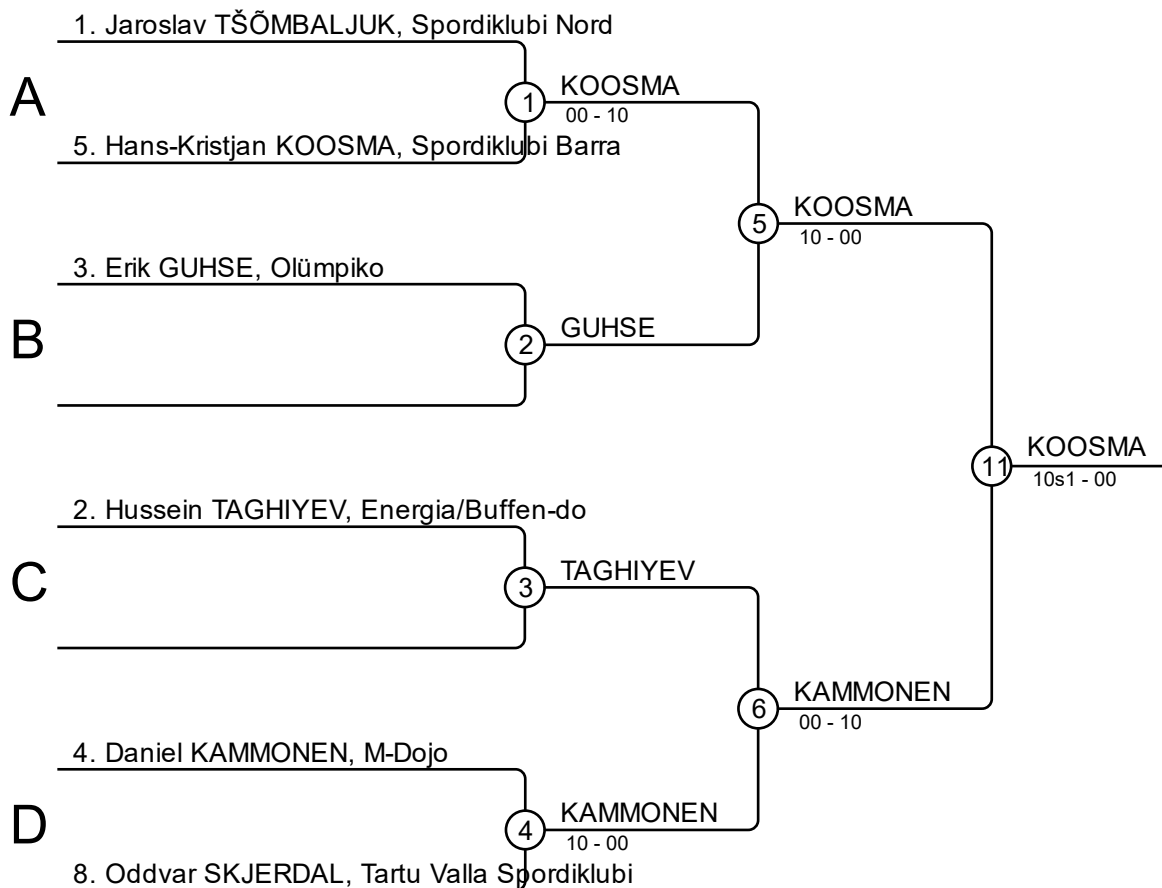 1. Jaroslav TŠÕMBALJUK, Spordiklubi Nord
A
1
KOOSMA
00 - 10
5. Hans-Kristjan KOOSMA, Spordiklubi Barra
5
KOOSMA
10 - 00
3. Erik GUHSE, Olümpiko
B
2
GUHSE
11
KOOSMA
10s1 - 00
2. Hussein TAGHIYEV, Energia/Buffen-do
C
3
TAGHIYEV
6
KAMMONEN
00 - 10
4. Daniel KAMMONEN, M-Dojo
D
4
KAMMONEN
10 - 00
8. Oddvar SKJERDAL, Tartu Valla Spordiklubi